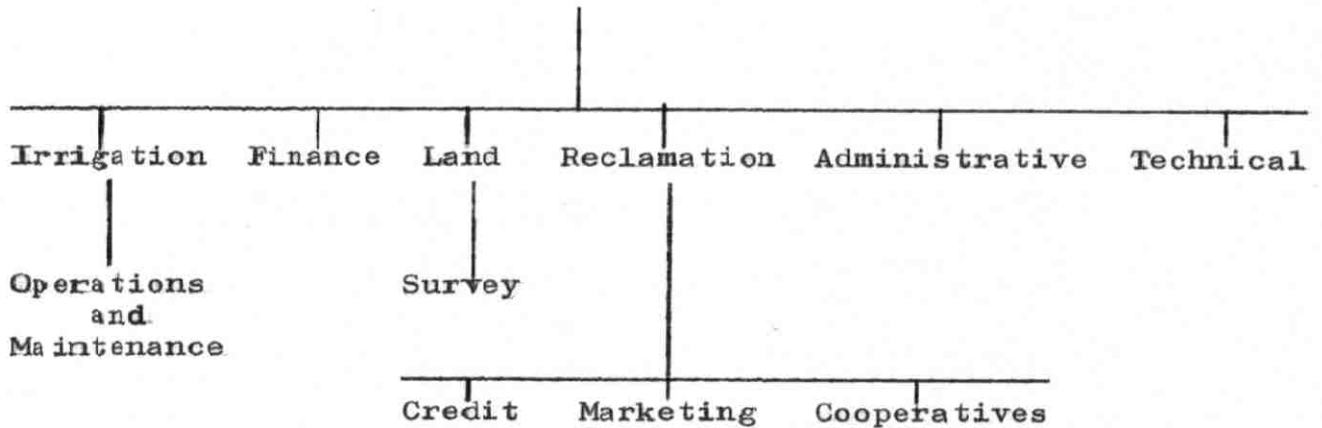 Irrigation Finance Land Reclamation Administrative Technical
Operations and Maintenance
Survey
Credit Marketing Cooperatives